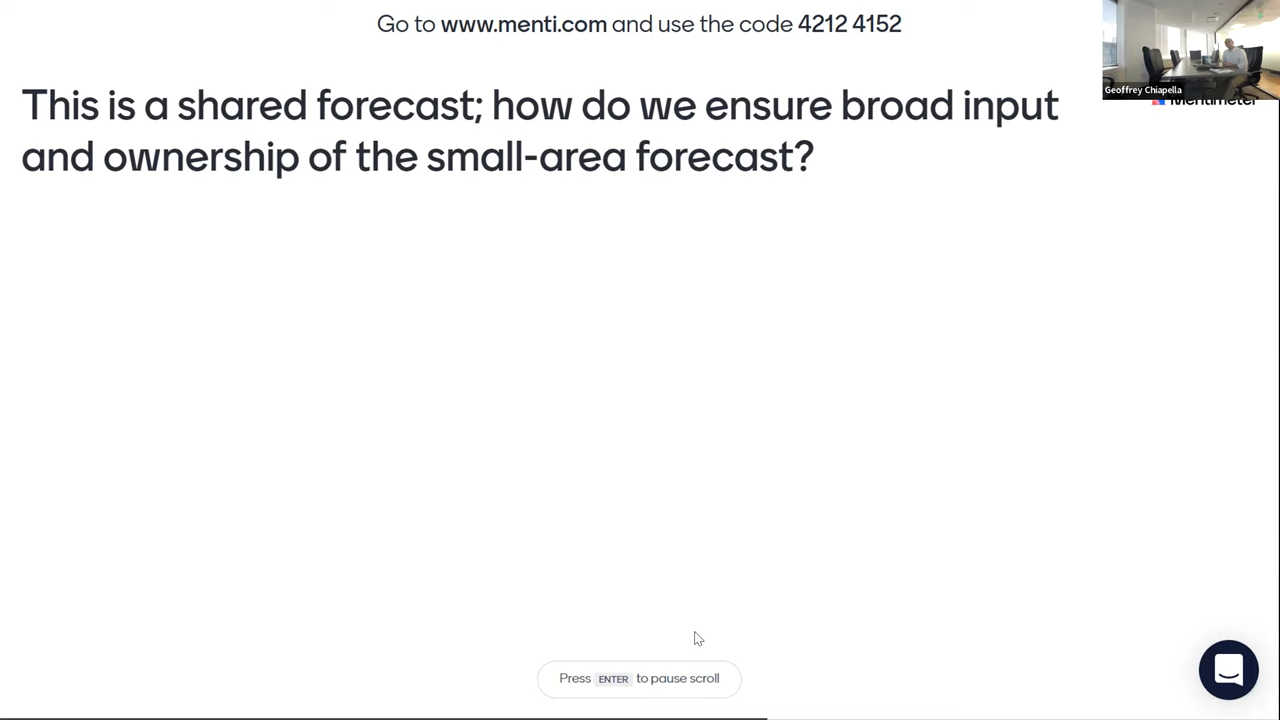 Go to www.menti.com and use the code 4212 4152
Geoffrey Chiapella
Mentimeter
This is a shared forecast; how do we ensure broad input
and ownership of the small-area forecast?
Press ENTER to pause scroll